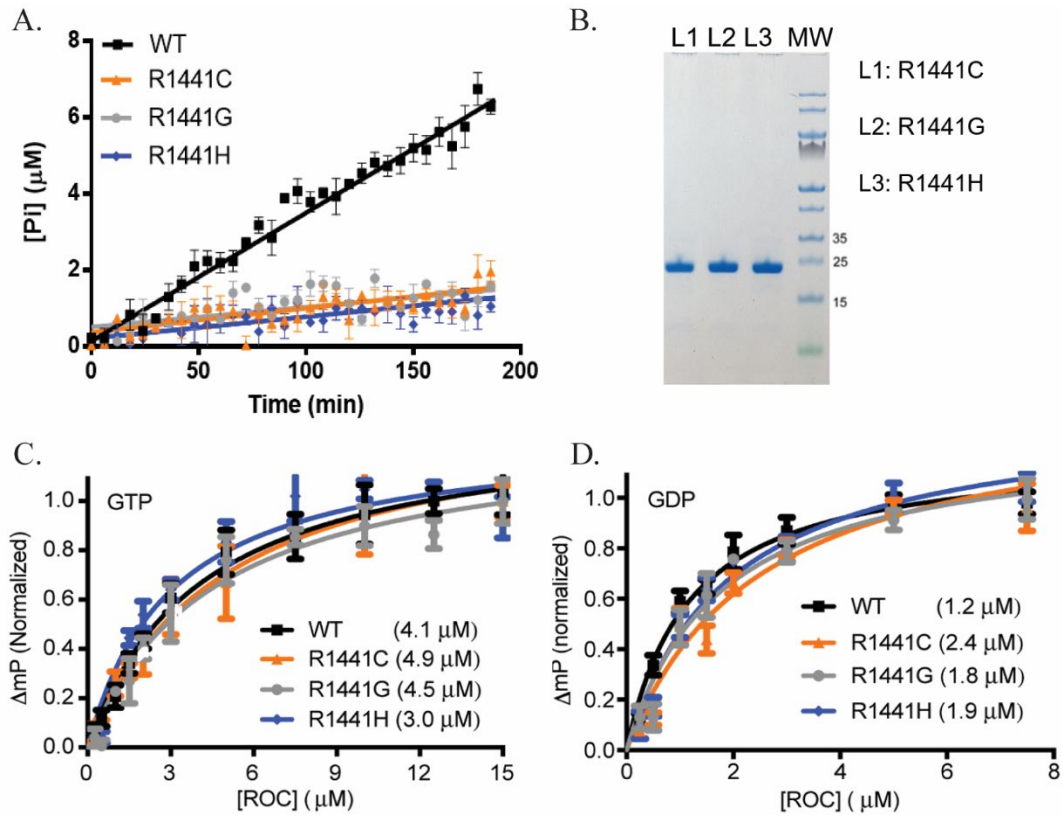 A.
8
6
4
2
0
[Pi] (μM)
WT
R1441C
R1441G
R1441H
0 50 100 150 200
Time (min)
B.
L1 L2 L3 MW
35
25
15
L1: R1441C
L2: R1441G
L3: R1441H
C.
GTP
1.0
0.8
0.6
0.4
0.2
0.0
ΔmP (Normalized)
WT (4.1 μM)
R1441C (4.9 μM)
R1441G (4.5 μM)
R1441H (3.0 μM)
0 3 6 9 12 15
[ROC] ( μM)
D.
GDP
1.0
0.8
0.6
0.4
0.2
0.0
ΔmP (normalized)
WT (1.2 μM)
R1441C (2.4 μM)
R1441G (1.8 μM)
R1441H (1.9 μM)
0 2 4 6 8
[ROC] ( μM)